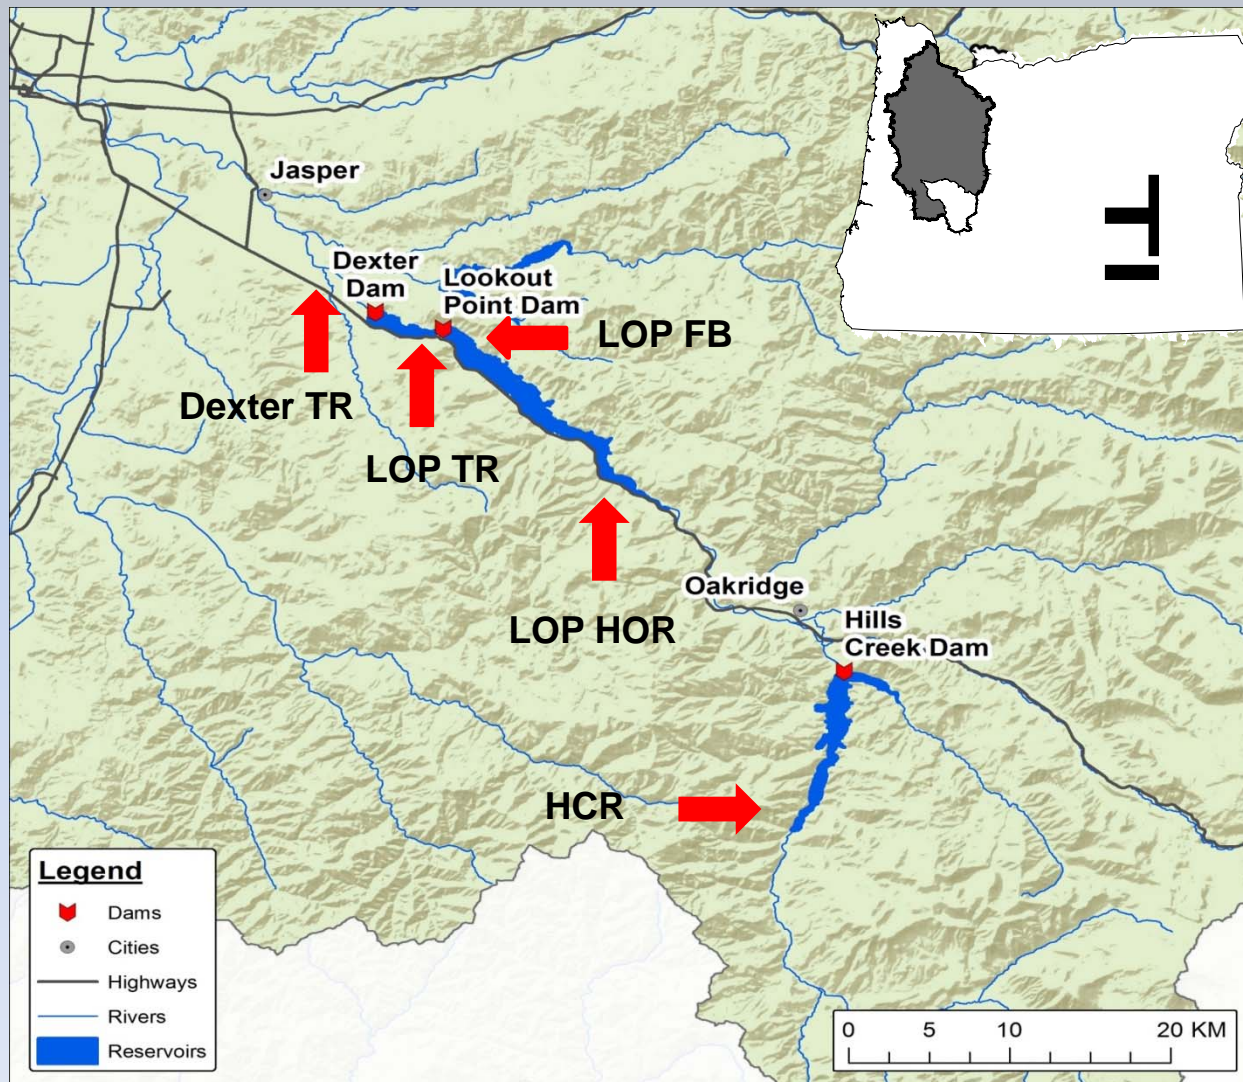 Jasper
Dexter
Dam
Lookout
Point Dam
LOP FB
Dexter TR
LOP TR
LOP HOR
Oakridge
Hills
Creek Dam
HCR
Legend
Dams
Cities
Highways
Rivers
Reservoirs
0 5 10 20 KM